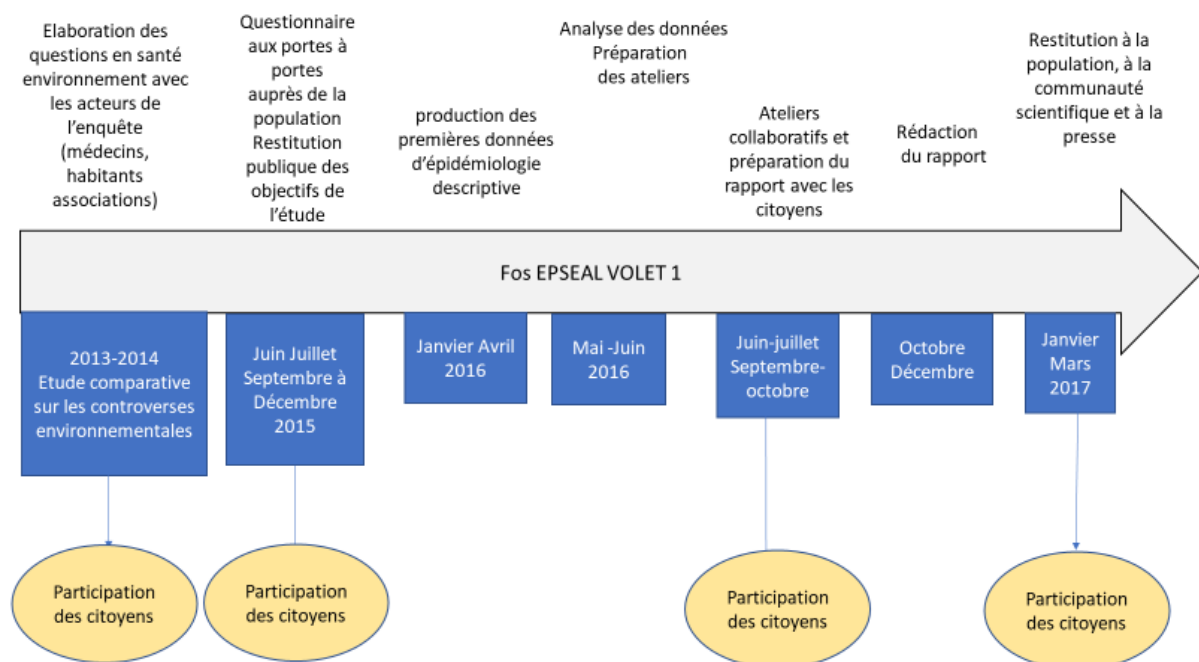 Elaboration des
questions en santé
environnement avec
les acteurs de
l'enquête
(médecins,
habitants
associations)
Questionnaire
aux portes à
portes
auprès de la
population
Restitution
publique des
objectifs de
l'étude
production des
premières données
d'épidémiologie
descriptive
Analyse des données
Préparation
des ateliers
Ateliers
collaboratifs et
préparation du
rapport avec les
citoyens
Rédaction
du rapport
Restitution à la
population, à la
communauté
scientifique et à la
presse
Fos EPSEAL VOLET 1
2013-2014
Etude comparative
sur les controverses
environnementales
Juin Juillet
Septembre à
Décembre
2015
Janvier Avril
2016
Mai -Juin
2016
Juin-juillet
Septembre-
octobre
Octobre
Décembre
Janvier
Mars
2017
Participation
des citoyens
Participation
des citoyens
Participation
des citoyens
Participation
des citoyens